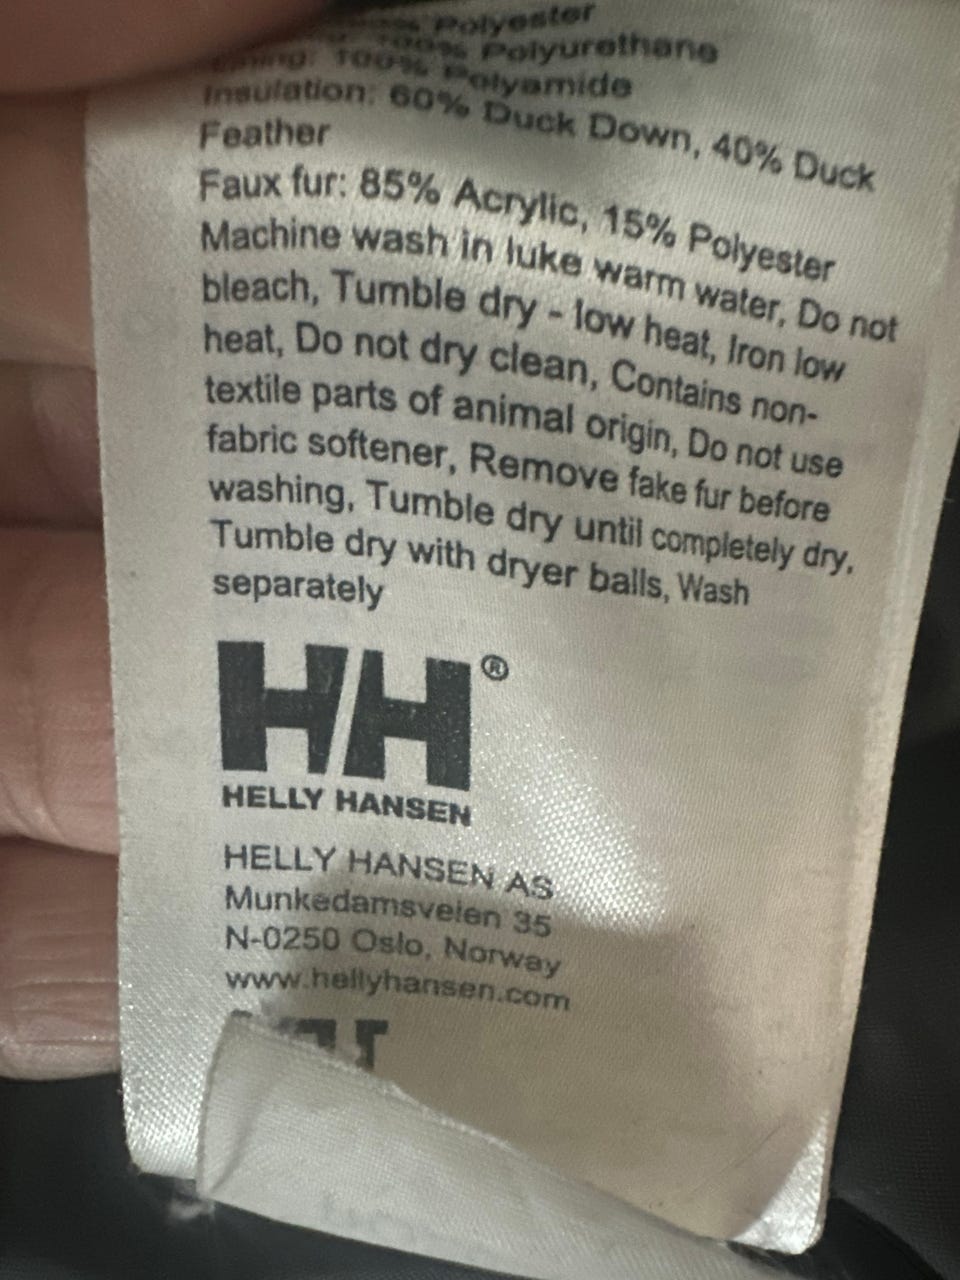 Polyester
100% Polyurethane
Lining: 100% Polyamide
Insulation: 60% Duck Down, 40% Duck
Feather
Faux fur: 85% Acrylic, 15% Polyester
Machine wash in luke warm water, Do not
bleach, Tumble dry - low heat, Iron low
heat, Do not dry clean, Contains non-
textile parts of animal origin, Do not use
fabric softener, Remove fake fur before
washing, Tumble dry until completely dry,
Tumble dry with dryer balls, Wash
separately
HH®
HELLY HANSEN
HELLY HANSEN AS
Munkedamsveien 35
N-0250 Oslo, Norway
www.hellyhansen.com